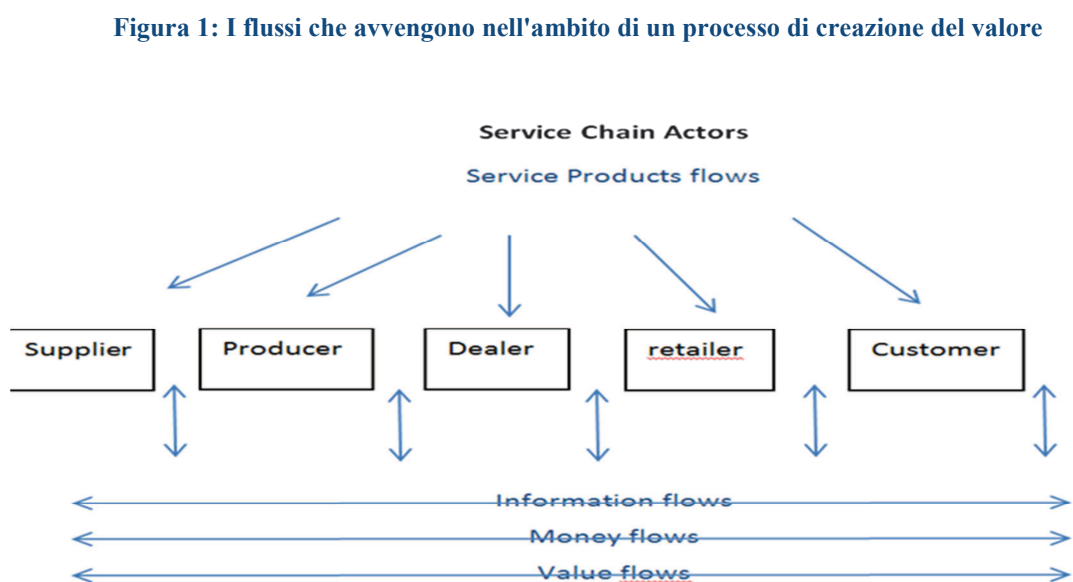 Figura 1: I flussi che avvengono nell'ambito di un processo di creazione del valore
Service Chain Actors
Service Products flows
Supplier
Producer
Dealer
retailer
Customer
Information flows
Money flows
Value flows